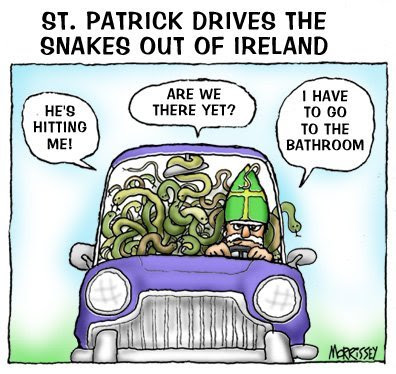 ST. PATRICK DRIVES THE
SNAKES OUT OF IRELAND
HE'S
HITTING
ME!
ARE WE
THERE YET?
I HAVE
TO GO
TO THE
BATHROOM
MORRISSEY